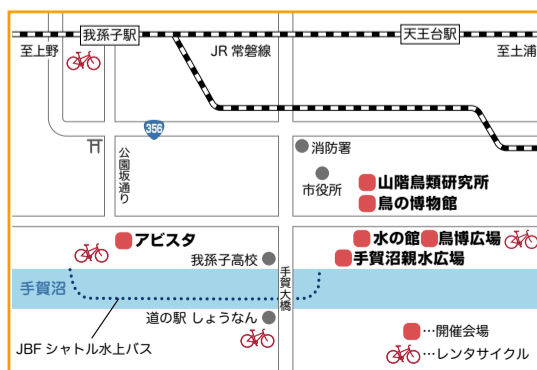 我孫子駅
天王台駅
至上野
JR常磐線
至土浦
356
公園坂通り
消防署
市役所
山階鳥類研究所
鳥の博物館
アビスタ
水の館
鳥博広場
我孫子高校
手賀沼親水広場
手賀沼
手賀大橋
道の駅 しょうなん
JBFシャトル水上バス
…開催会場
…レンタサイクル